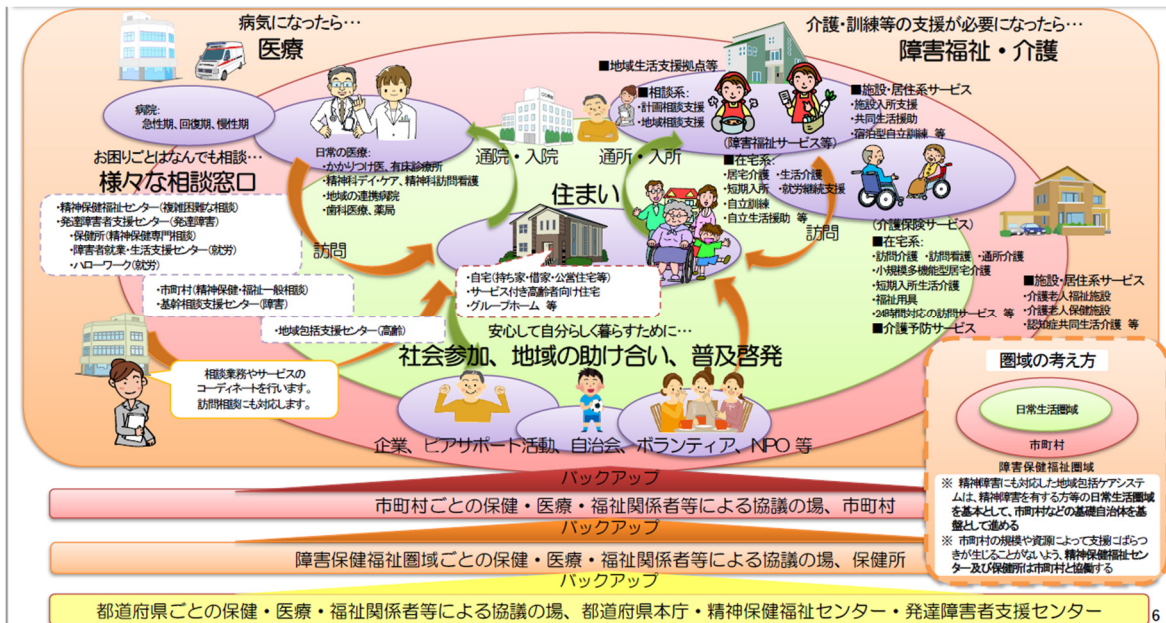 病気になったら…
医療
病院:
急性期、回復期、慢性期
日常の医療:
・かかりつけ医、有床診療所
・精神科デイ・ケア、精神科訪問看護
・地域の連携病院
・歯科医療、薬局
介護・訓練等の支援が必要になったら…
障害福祉・介護
■地域生活支援拠点等
■相談系:
・計画相談支援
・地域相談支援
■施設・居住系サービス
・施設入所支援
・共同生活援助
・宿泊型自立訓練 等
(障害福祉サービス等)
■在宅系:
・居宅介護 ・生活介護
・短期入所 ・就労継続支援
・自立訓練
・自立生活援助 等
(介護保険サービス)
■在宅系:
・訪問介護 ・訪問看護 ・通所介護
・小規模多機能型居宅介護
・短期入所生活介護
・福祉用具
・24時間対応の訪問サービス 等
■介護予防サービス
■施設・居住系サービス
・介護老人福祉施設
・介護老人保健施設
・認知症共同生活介護 等
通院・入院
通所・入所
訪問
訪問
住まい
・自宅(持ち家・借家・公営住宅等)
・サービス付き高齢者向け住宅
・グループホーム 等
お困りごとはなんでも相談…
様々な相談窓口
・精神保健福祉センター(複雑困難な相談)
・発達障害者支援センター(発達障害)
・保健所(精神保健専門相談)
・障害者就業・生活支援センター(就労)
・ハローワーク(就労)
・市町村(精神保健・福祉一般相談)
・基幹相談支援センター(障害)
・地域包括支援センター(高齢)
相談業務やサービスの
コーディネートを行います。
訪問相談にも対応します。
安心して自分らしく暮らすために…
社会参加、地域の助け合い、普及啓発
企業、ピアサポート活動、自治会、ボランティア、NPO 等
圏域の考え方
日常生活圏域
市町村
障害保健福祉圏域
※ 精神障害にも対応した地域包括ケアシス
テムは、精神障害を有する方等の日常生活圏域
を基本として、市町村などの基礎自治体を基
盤として進める
※ 市町村の規模や資源によって支援にばらつ
きが生じることがないよう、精神保健福祉セン
ター及び保健所は市町村と協働する
バックアップ
市町村ごとの保健・医療・福祉関係者等による協議の場、市町村
バックアップ
障害保健福祉圏域ごとの保健・医療・福祉関係者等による協議の場、保健所
バックアップ
都道府県ごとの保健・医療・福祉関係者等による協議の場、都道府県本庁・精神保健福祉センター・発達障害者支援センター
6